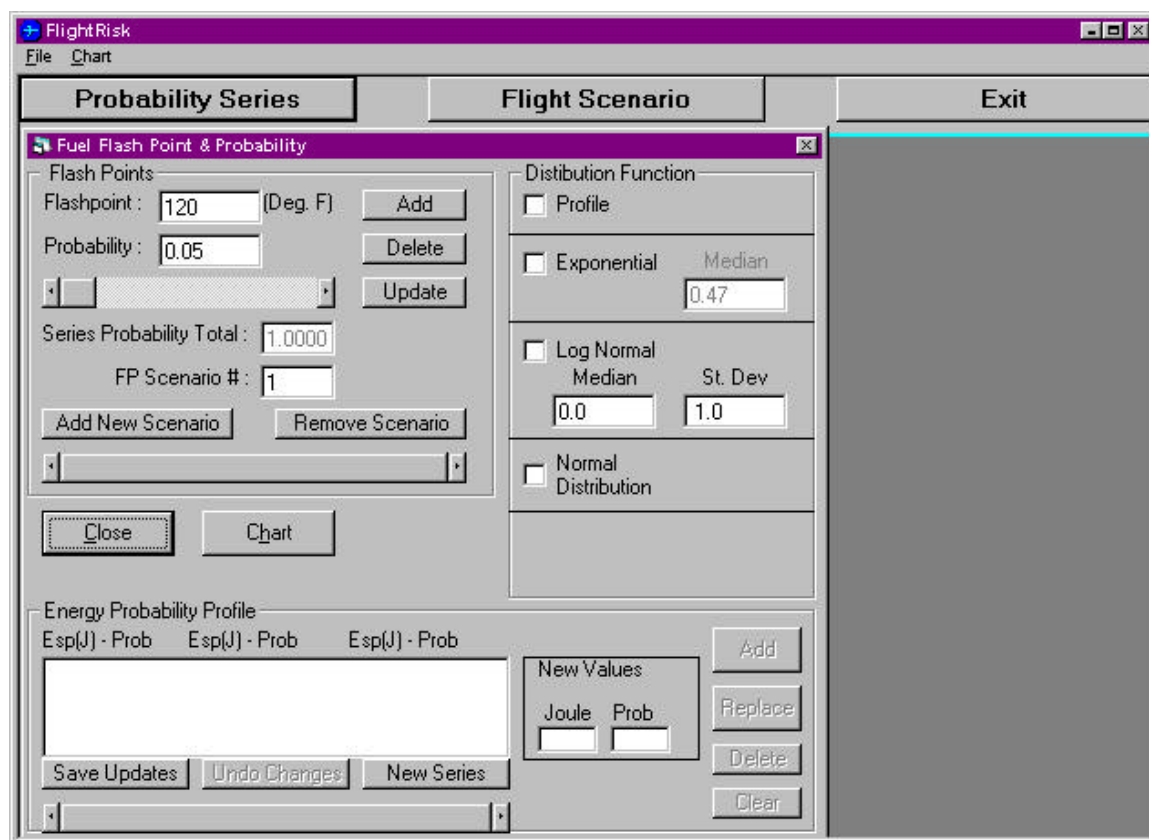 FlightRisk
File Chart
Probability Series Flight Scenario Exit
Fuel Flash Point & Probability
Flash Points
Flashpoint : 120 (Deg. F) Add
Probability : 0.05 Delete
Update
Series Probability Total : 1.0000
FP Scenario # : 1
Add New Scenario Remove Scenario
Close Chart
Distibution Function
Profile
Exponential Median
0.47
Log Normal
Median St. Dev
0.0 1.0
Normal
Distribution
Energy Probability Profile
Esp(J) - Prob Esp(J) - Prob Esp(J) - Prob
New Values
Joule Prob
Add
Replace
Delete
Clear
Save Updates Undo Changes New Series